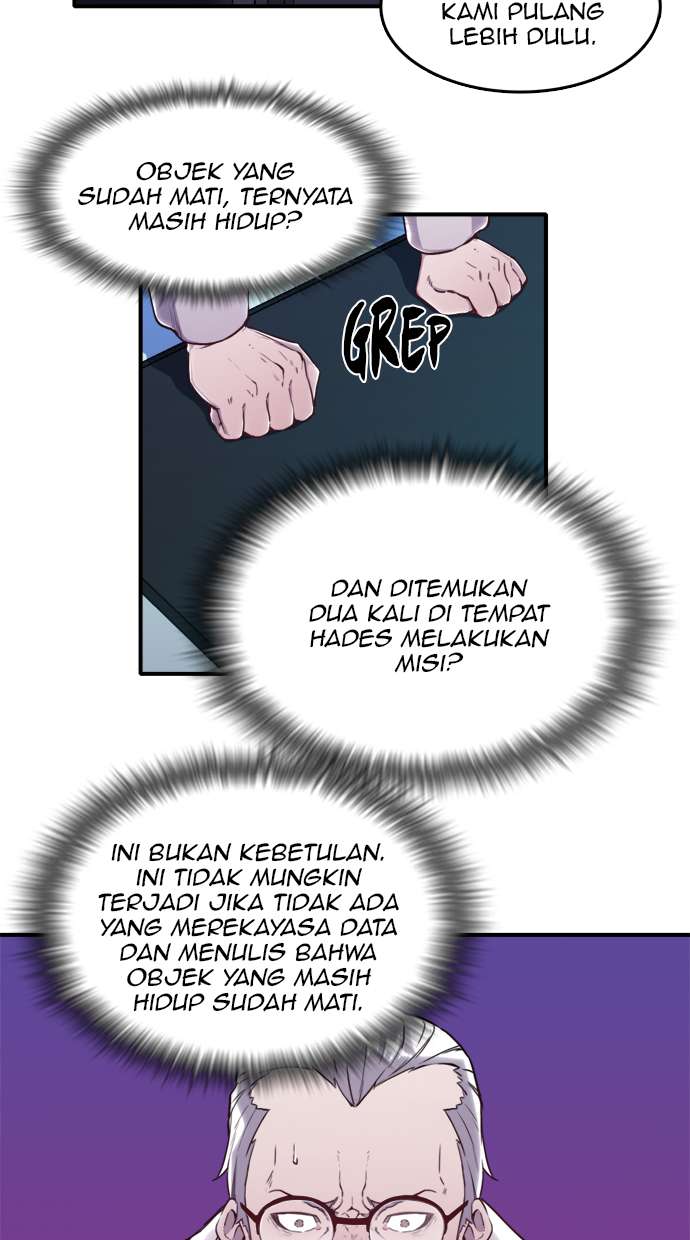 KAMI PULANG
LEBIH DULU.
OBJEK YANG
SUDAH MATI, TERNYATA
MASIH HIDUP?
GREP
DAN DITEMUKAN
DUA KALI DI TEMPAT
HADES MELAKUKAN
MISI?
INI BUKAN KEBETULAN.
INI TIDAK MUNGKIN
TERJADI JIKA TIDAK ADA
YANG MEREKAYASA DATA
DAN MENULIS BAHWA
OBJEK YANG MASIH
HIDUP SUDAH MATI.